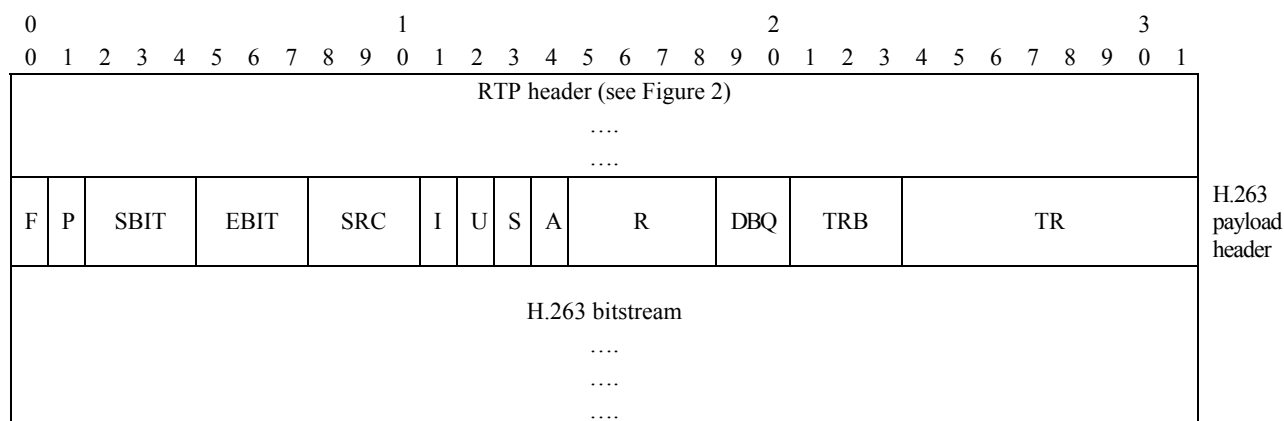 0 1 2 3
0 1 2 3 4 5 6 7 8 9 0 1 2 3 4 5 6 7 8 9 0 1 2 3 4 5 6 7 8 9 0 1
RTP header (see Figure 2)
….
….
F P SBIT EBIT SRC I U S A R DBQ TRB TR
H.263
payload
header
H.263 bitstream
….
….
….